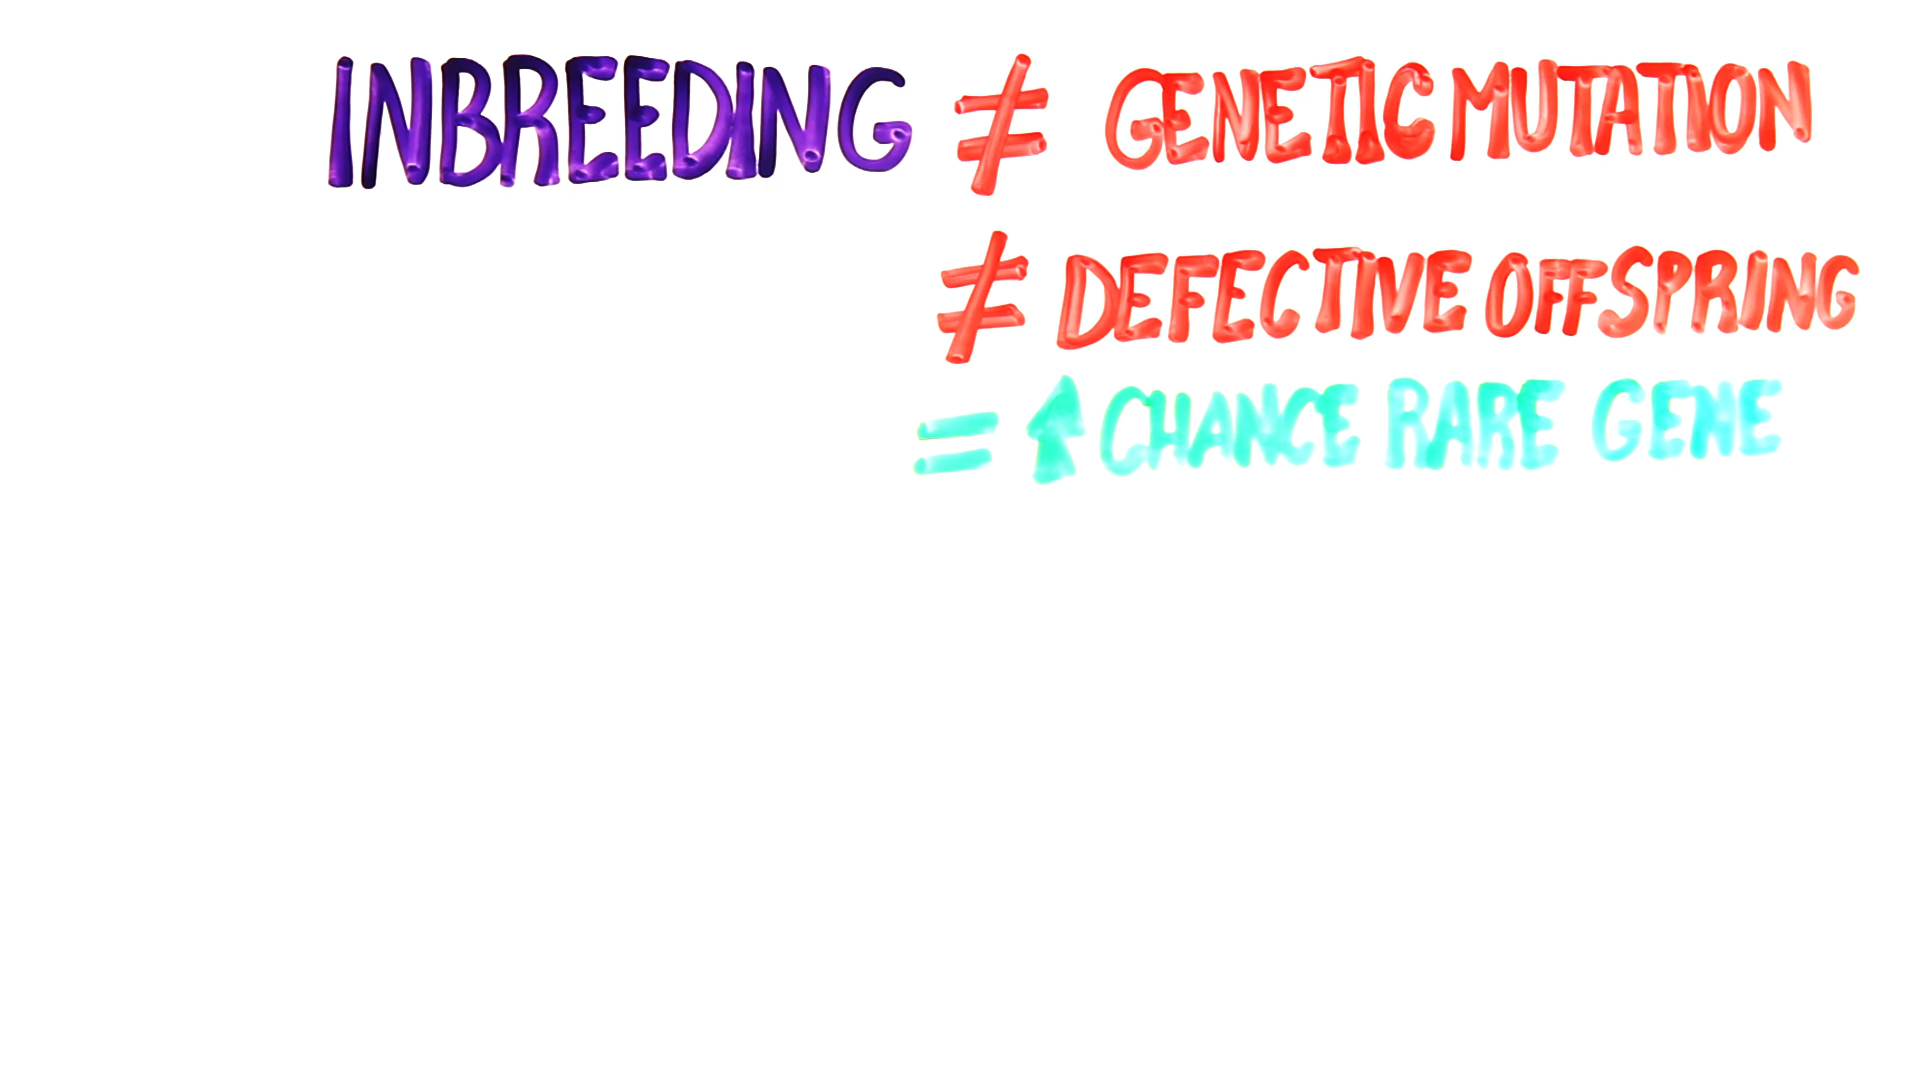 INBREEDING ≠ GENETIC MUTATION
≠ DEFECTIVE OFFSPRING
= ↑ CHANCE RARE GENE